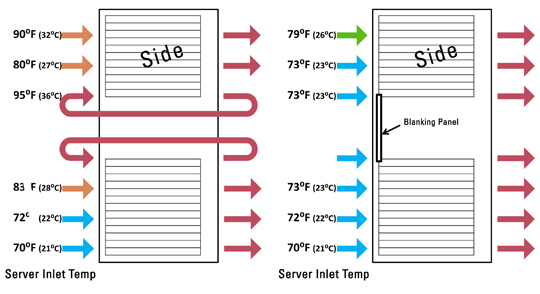 90°F (32°C)
80°F (27°C)
95°F (36°C)
Side
83 F (28°C)
72c (22°C)
70°F (21°C)
Server Inlet Temp
79°F (26°C)
73°F (23°C)
73°F (23°C)
Side
Blanking Panel
73°F (23°C)
72°F (22°C)
70°F (21°C)
Server Inlet Temp